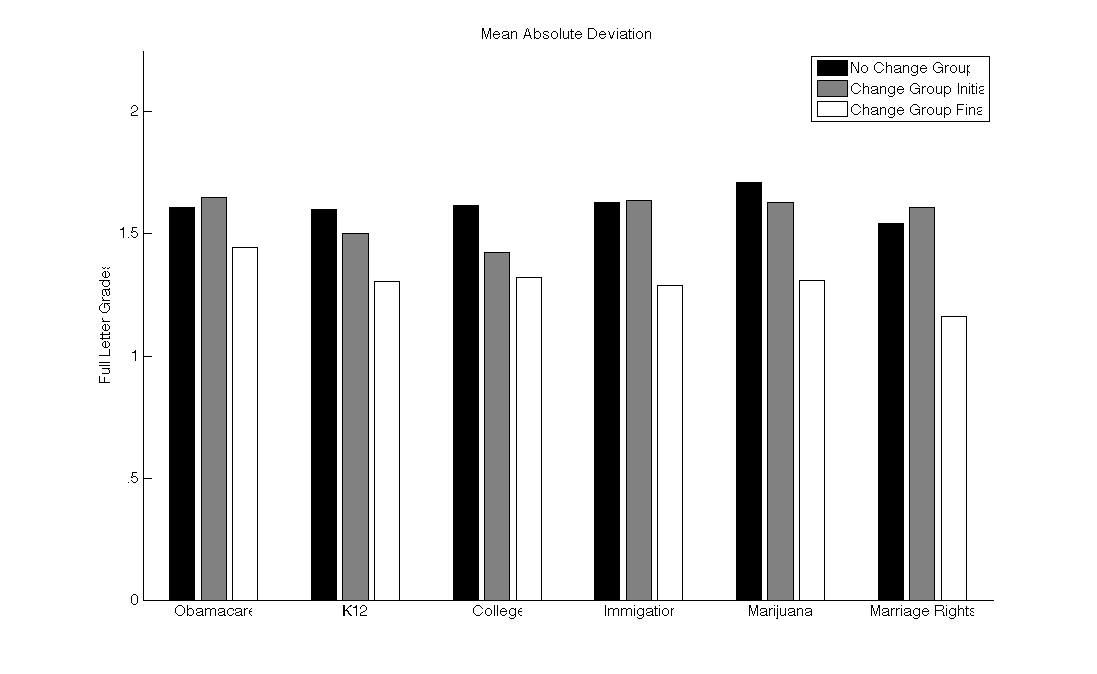 Mean Absolute Deviation
No Change Group
Change Group Initia
Change Group Fina
2
1.5
1
.5
0
Full Letter Grades
Obamacare
K12
College
Immigation
Marijuana
Marriage Rights